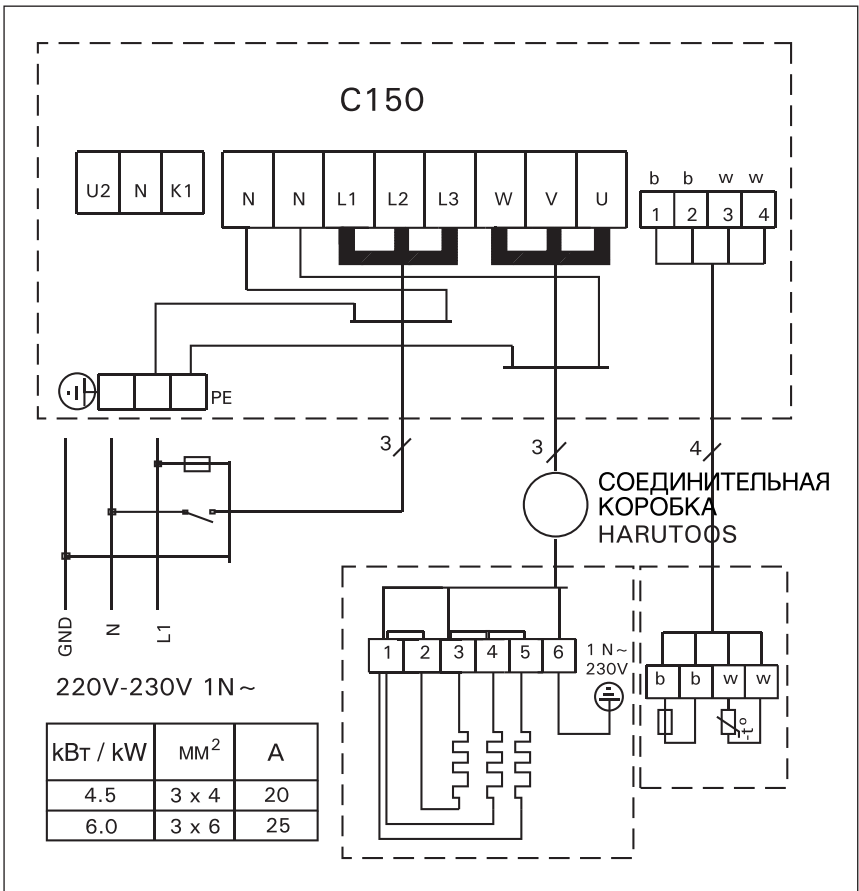 C150
U2 N K1
N N L1 L2 L3 W V U
b b w w
1 2 3 4
PE
3
3
4
СОЕДИНИТЕЛЬНАЯ
КОРОБКА
HARUTOOS
GND
N
L1
220V-230V 1N~
1 2 3 4 5 6
1 N~
230V
b b w w
-t°
kВт / kW мм² A
4.5 3 x 4 20
6.0 3 x 6 25